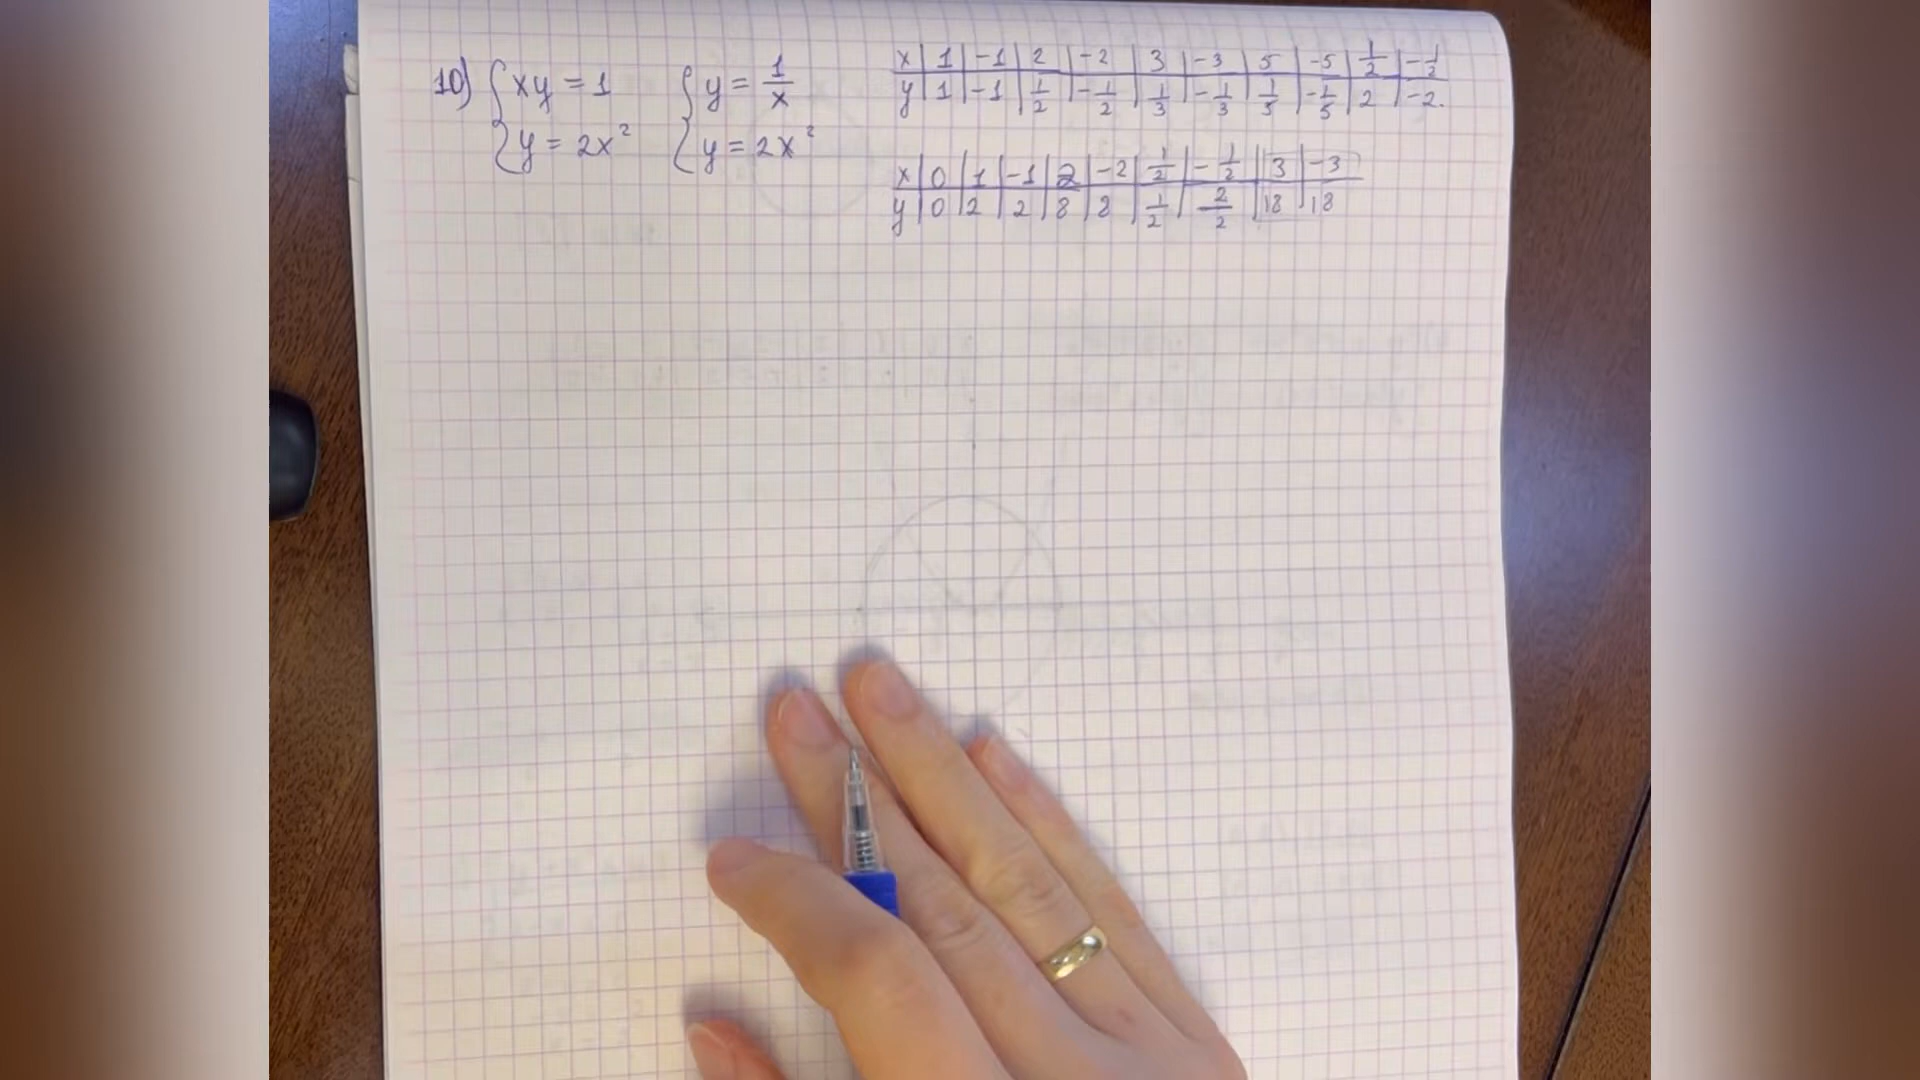 10) { xy = 1 { y = 1/x
{ y = 2x² { y = 2x²
x | 1 | -1 | 2 | -2 | 3 | -3 | 5 | -5 | 1/2 | -1/2
y | 1 | -1 | 1/2 | -1/2 | 1/3 | -1/3 | 1/5 | -1/5 | 2 | -2.
x | 0 | 1 | -1 | 2 | -2 | 1/2 | -1/2 | 3 | -3
y | 0 | 2 | 2 | 8 | 8 | 1/2 | 2/2 | 18 | 18